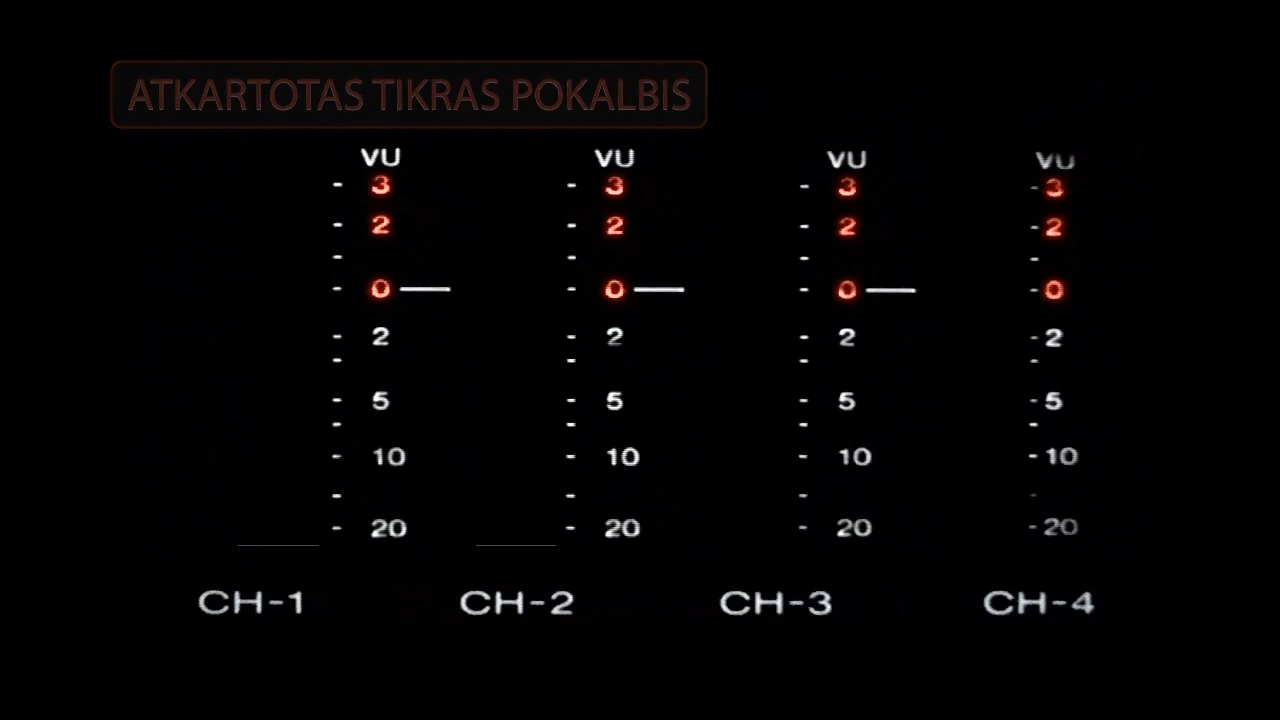 ATKARTOTAS TIKRAS POKALBIS
VU VU VU VU
- 3 - 3 - 3 - 3
- 2 - 2 - 2 - 2
- 0 - 0 - 0 - 0
- 2 - 2 - 2 - 2
- 5 - 5 - 5 - 5
- 10 - 10 - 10 - 10
- 20 - 20 - 20 - 20
CH-1 CH-2 CH-3 CH-4